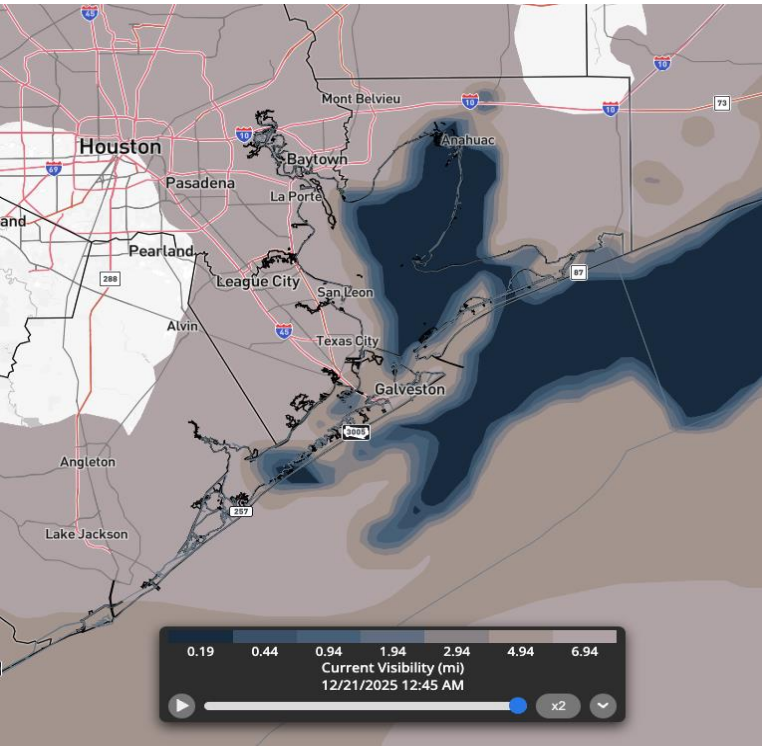 45
10
Mont Belvieu
10
10
73
Houston
10
Anahuac
69
Baytown
Pasadena
La Porte
and
Pearland
288
League City
87
San Leon
Alvin
45
Texas City
Galveston
3005
Angleton
257
Lake Jackson
0.19 0.44 0.94 1.94 2.94 4.94 6.94
Current Visibility (mi)
12/21/2025 12:45 AM
x2